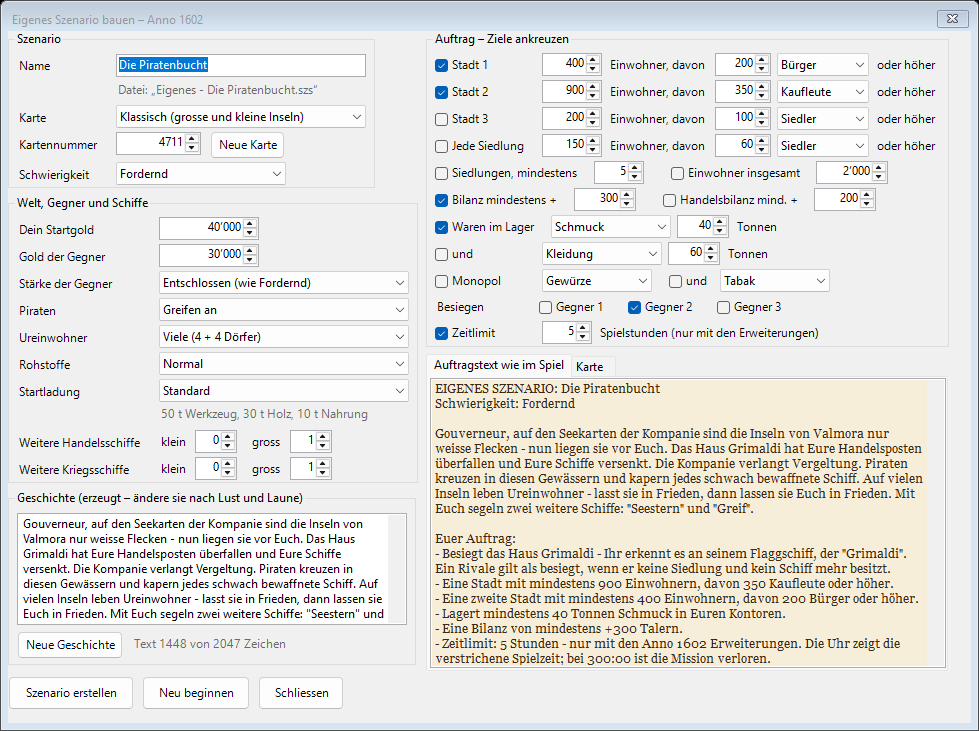 Eigenes Szenario bauen – Anno 1602
Szenario
Name
Die Piratenbucht
Datei: „Eigenes - Die Piratenbucht.szs“
Karte
Klassisch (grosse und kleine Inseln)
Kartennummer
4711
Neue Karte
Schwierigkeit
Fordernd
Welt, Gegner und Schiffe
Dein Startgold
40’000
Gold der Gegner
30’000
Stärke der Gegner
Entschlossen (wie Fordernd)
Piraten
Greifen an
Ureinwohner
Viele (4 + 4 Dörfer)
Rohstoffe
Normal
Startladung
Standard
50 t Werkzeug, 30 t Holz, 10 t Nahrung
Weitere Handelsschiffe klein 0 gross 1
Weitere Kriegsschiffe klein 0 gross 1
Geschichte (erzeugt – ändere sie nach Lust und Laune)
Gouverneur, auf den Seekarten der Kompanie sind die Inseln von
Valmora nur weisse Flecken - nun liegen sie vor Euch. Das Haus
Grimaldi hat Eure Handelsposten überfallen und Eure Schiffe
versenkt. Die Kompanie verlangt Vergeltung. Piraten kreuzen in
diesen Gewässern und kapern jedes schwach bewaffnete Schiff. Auf
vielen Inseln leben Ureinwohner - lasst sie in Frieden, dann lassen sie
Euch in Frieden. Mit Euch segeln zwei weitere Schiffe: "Seestern" und
Neue Geschichte
Text 1448 von 2047 Zeichen
Szenario erstellen
Neu beginnen
Schliessen
Auftrag – Ziele ankreuzen
Stadt 1 400 Einwohner, davon 200 Bürger oder höher
Stadt 2 900 Einwohner, davon 350 Kaufleute oder höher
Stadt 3 200 Einwohner, davon 100 Siedler oder höher
Jede Siedlung 150 Einwohner, davon 60 Siedler oder höher
Siedlungen, mindestens 5 Einwohner insgesamt 2’000
Bilanz mindestens + 300 Handelsbilanz mind. + 200
Waren im Lager Schmuck 40 Tonnen
und Kleidung 60 Tonnen
Monopol Gewürze und Tabak
Besiegen Gegner 1 Gegner 2 Gegner 3
Zeitlimit 5 Spielstunden (nur mit den Erweiterungen)
Auftragstext wie im Spiel
Karte
EIGENES SZENARIO: Die Piratenbucht
Schwierigkeit: Fordernd
Gouverneur, auf den Seekarten der Kompanie sind die Inseln von Valmora nur
weisse Flecken - nun liegen sie vor Euch. Das Haus Grimaldi hat Eure Handelsposten
überfallen und Eure Schiffe versenkt. Die Kompanie verlangt Vergeltung. Piraten
kreuzen in diesen Gewässern und kapern jedes schwach bewaffnete Schiff. Auf vielen
Inseln leben Ureinwohner - lasst sie in Frieden, dann lassen sie Euch in Frieden. Mit
Euch segeln zwei weitere Schiffe: "Seestern" und "Greif".
Euer Auftrag:
- Besiegt das Haus Grimaldi - Ihr erkennt es an seinem Flaggschiff, der "Grimaldi".
Ein Rivale gilt als besiegt, wenn er keine Siedlung und kein Schiff mehr besitzt.
- Eine Stadt mit mindestens 900 Einwohnern, davon 350 Kaufleute oder höher.
- Eine zweite Stadt mit mindestens 400 Einwohnern, davon 200 Bürger oder höher.
- Lagert mindestens 40 Tonnen Schmuck in Euren Kontoren.
- Eine Bilanz von mindestens +300 Talern.
- Zeitlimit: 5 Stunden - nur mit den Anno 1602 Erweiterungen. Die Uhr zeigt die
verstrichene Spielzeit; bei 300:00 ist die Mission verloren.